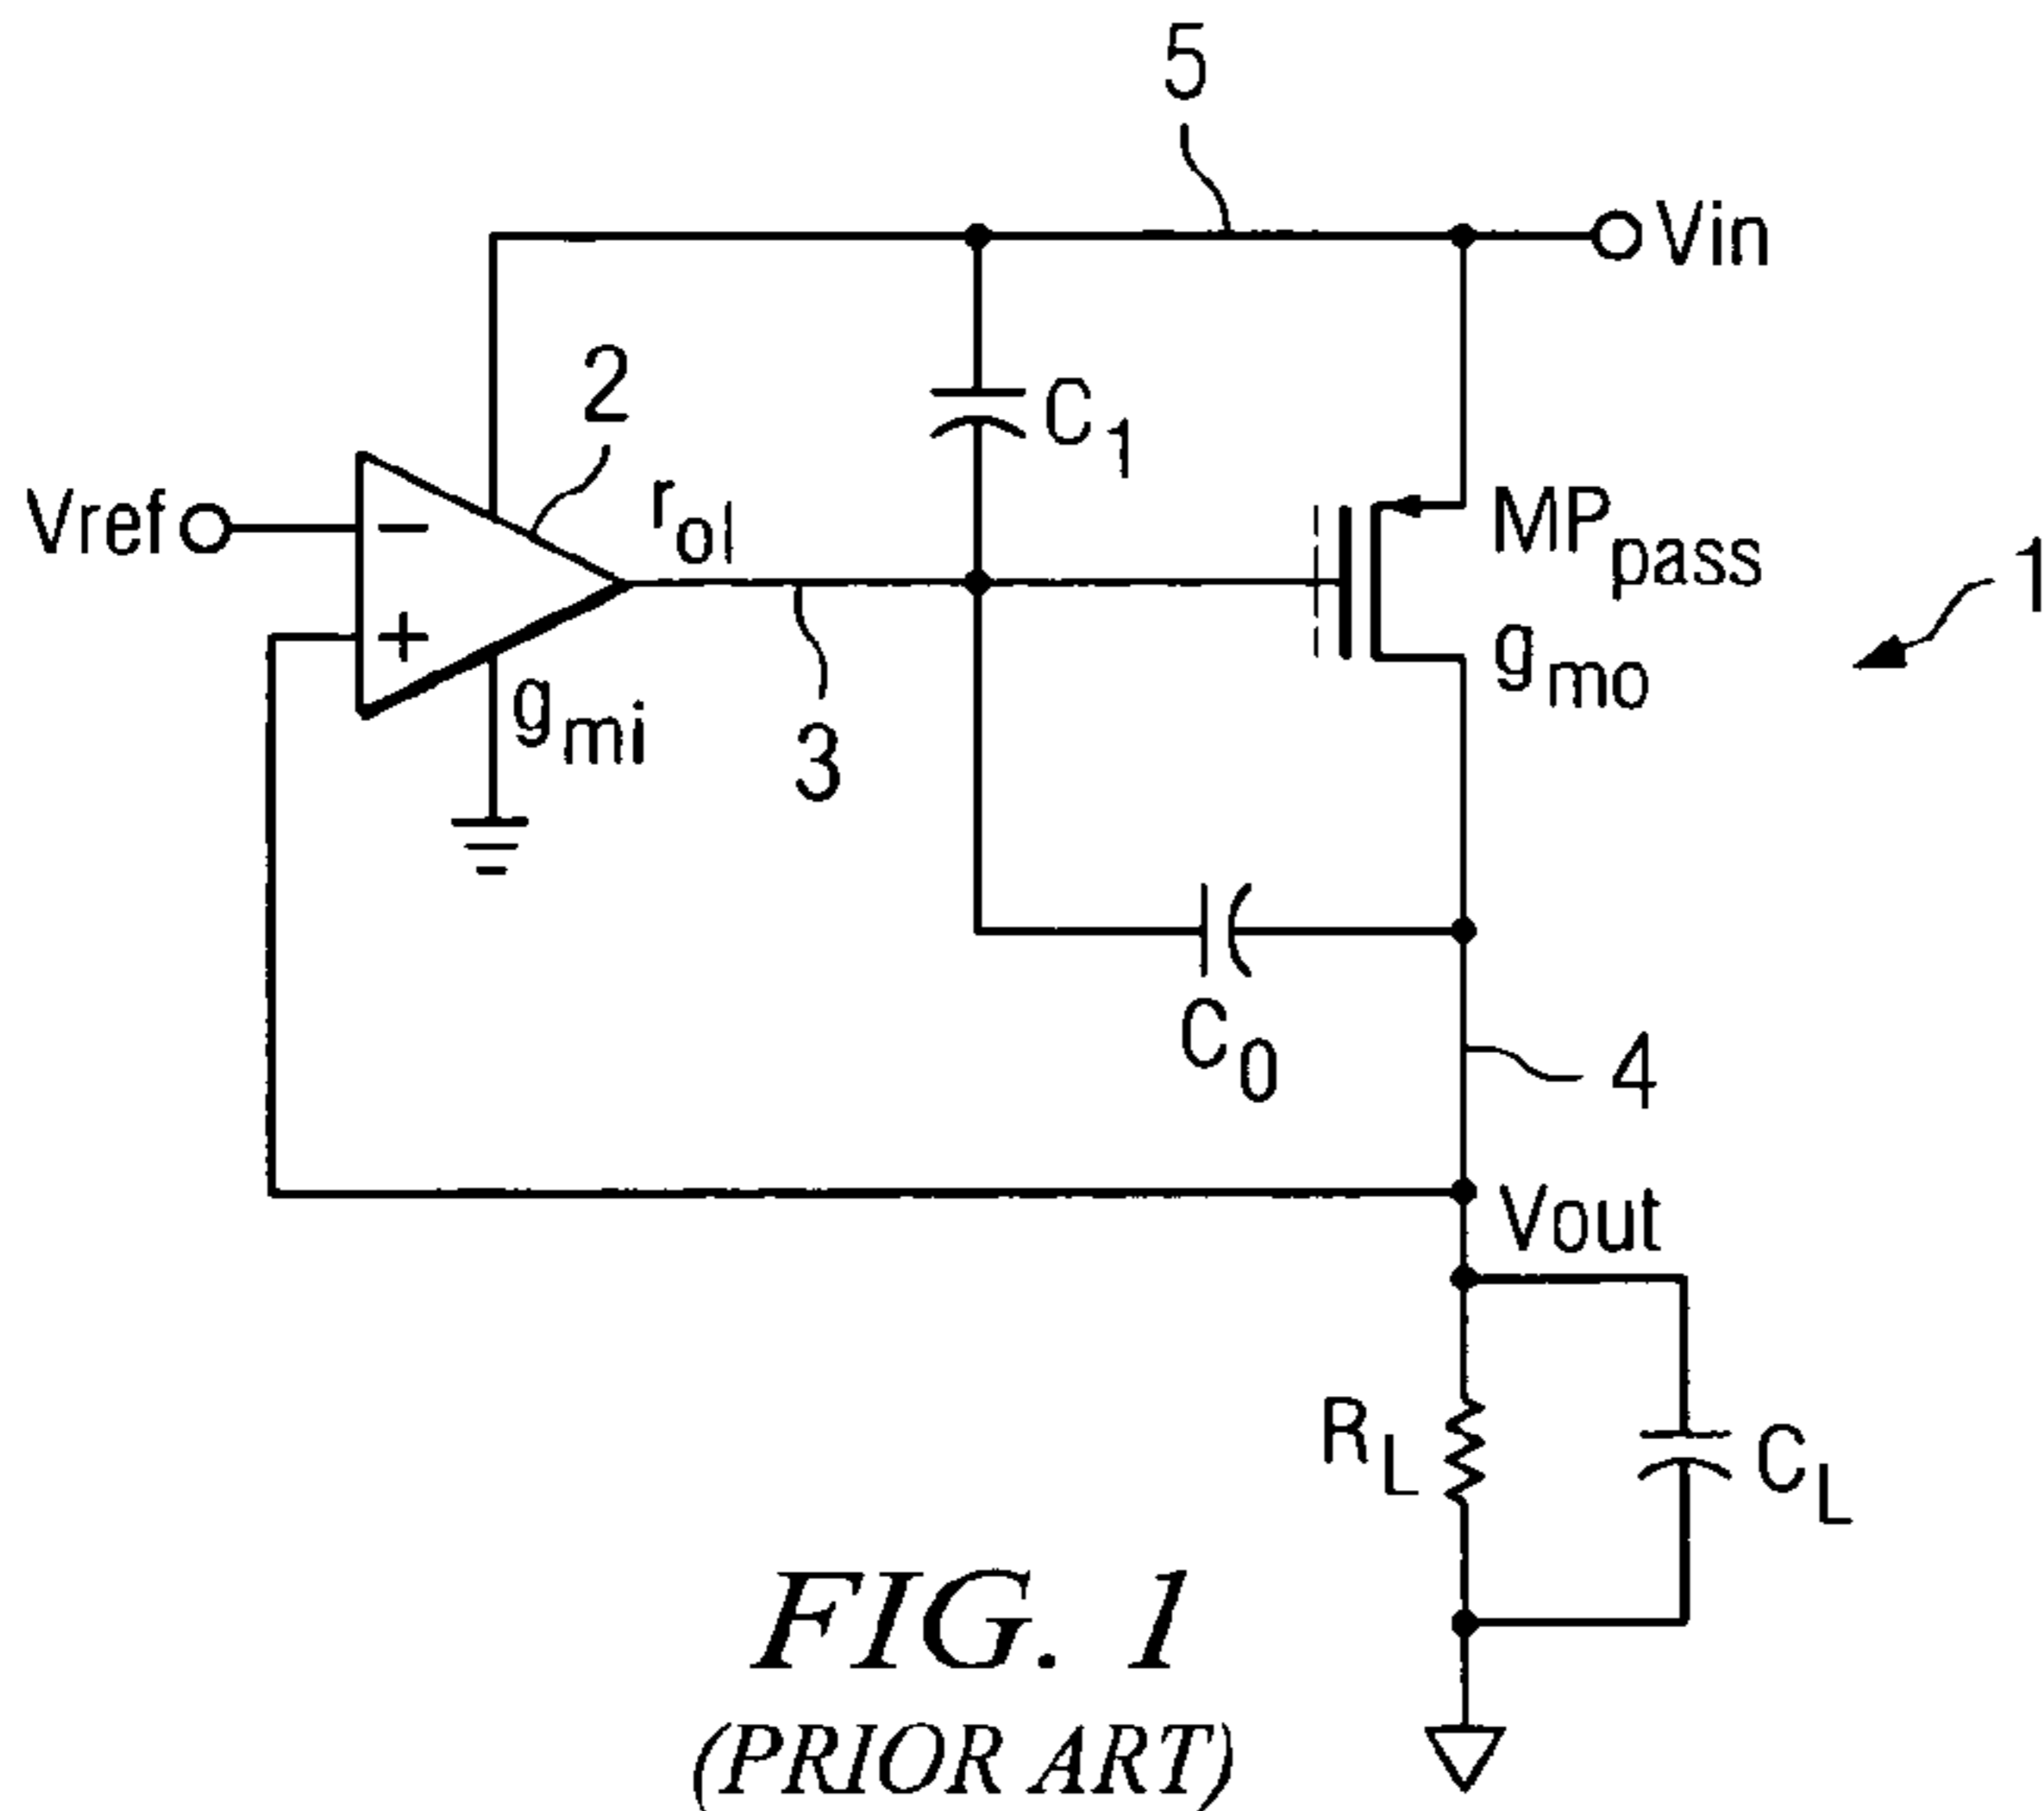 5
Vin
2
C1
Vref
rol
MPpass
1
−
+
gmi
gmo
3
C0
4
Vout
RL
CL
FIG. 1
(PRIOR ART)